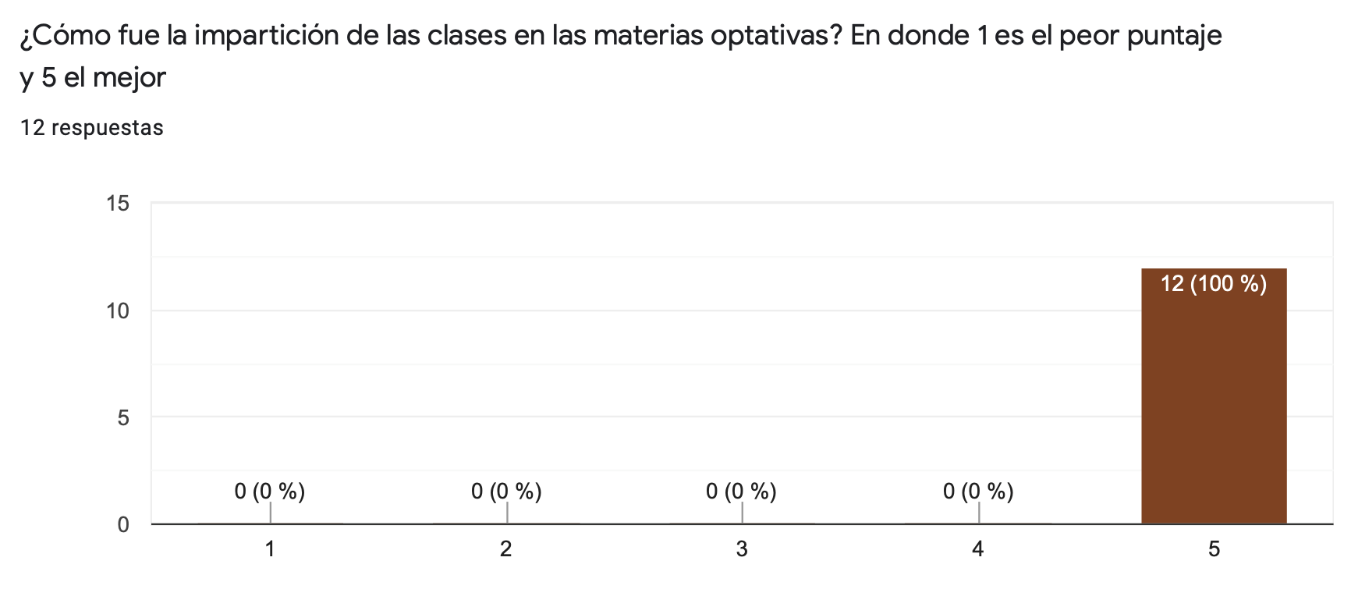 ¿Cómo fue la impartición de las clases en las materias optativas? En donde 1 es el peor puntaje
y 5 el mejor
12 respuestas
15
12 (100 %)
10
5
0 (0 %) 0 (0 %) 0 (0 %) 0 (0 %)
0
1 2 3 4 5